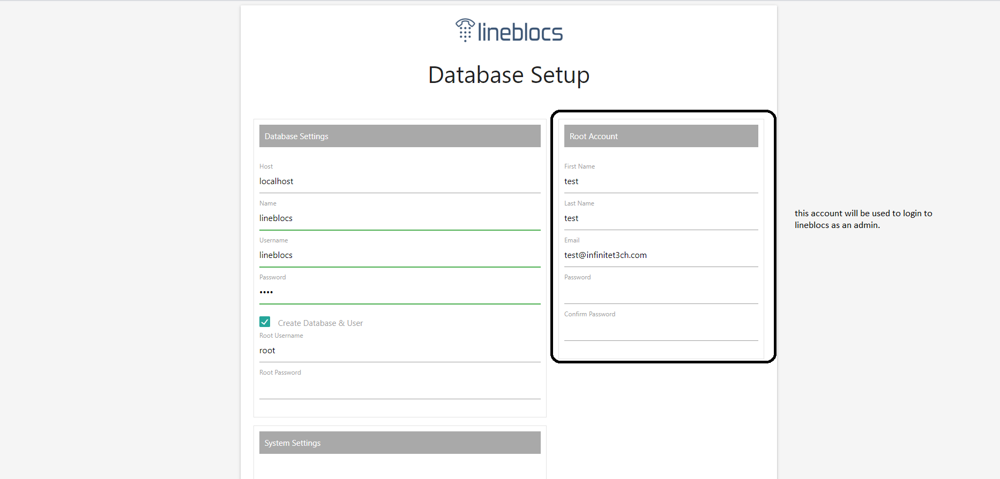 lineblocs
Database Setup
Database Settings
Host
localhost
Name
lineblocs
Username
lineblocs
Password
••••
Create Database & User
Root Username
root
Root Password
System Settings
Root Account
First Name
test
Last Name
test
Email
test@infinitet3ch.com
Password
Confirm Password
this account will be used to login to
lineblocs as an admin.